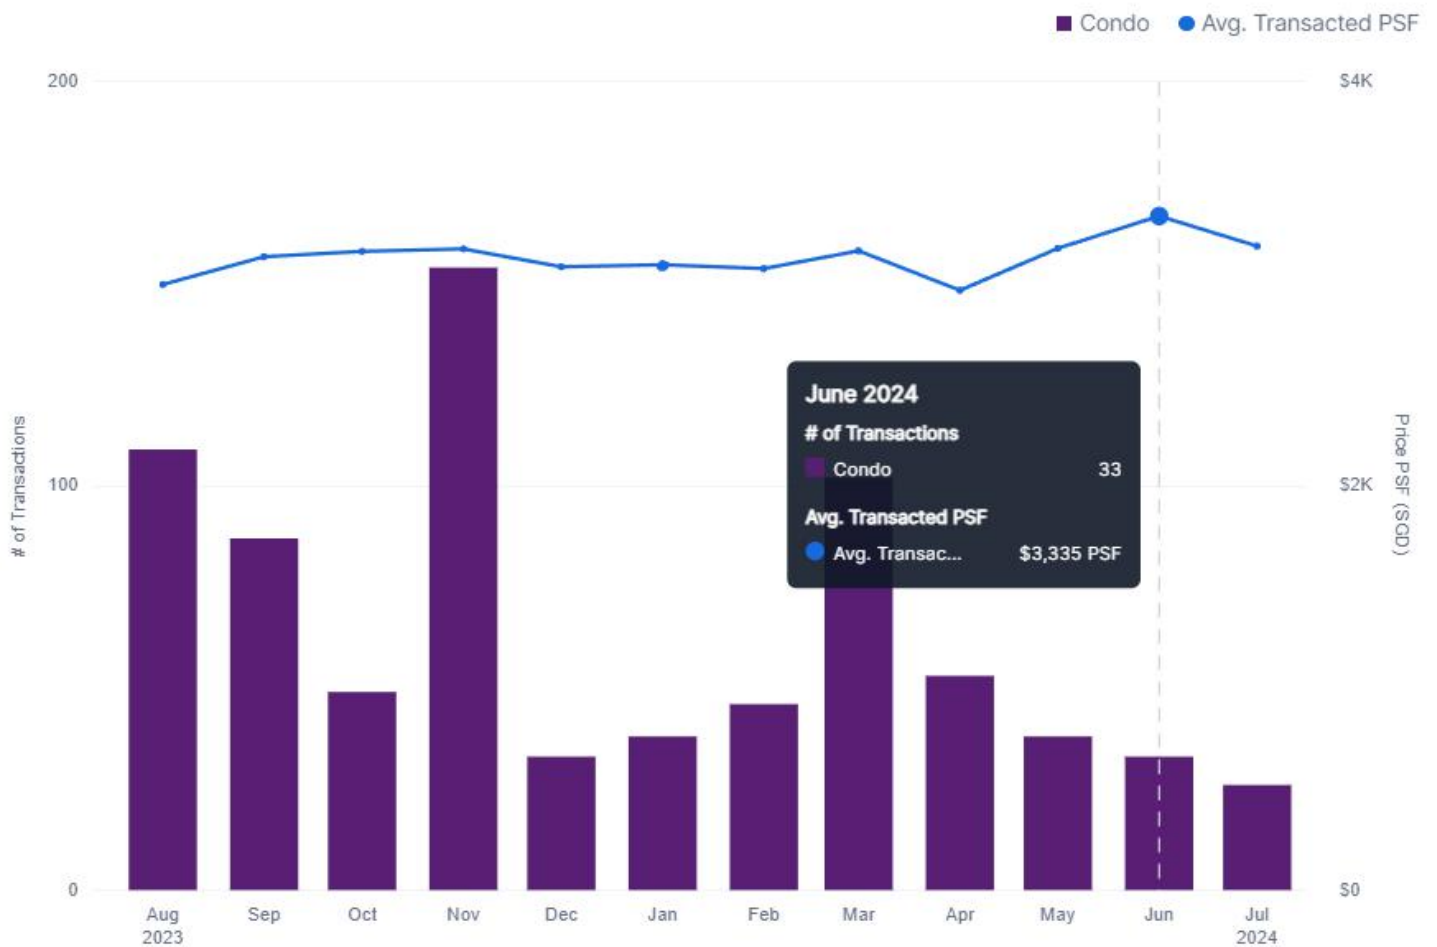 Condo Avg. Transacted PSF
200 $4K
# of Transactions
100 $2K
Price PSF (SGD)
June 2024
# of Transactions
Condo 33
Avg. Transacted PSF
Avg. Transac... $3,335 PSF
0 $0
Aug Sep Oct Nov Dec Jan Feb Mar Apr May Jun Jul
2023 2024